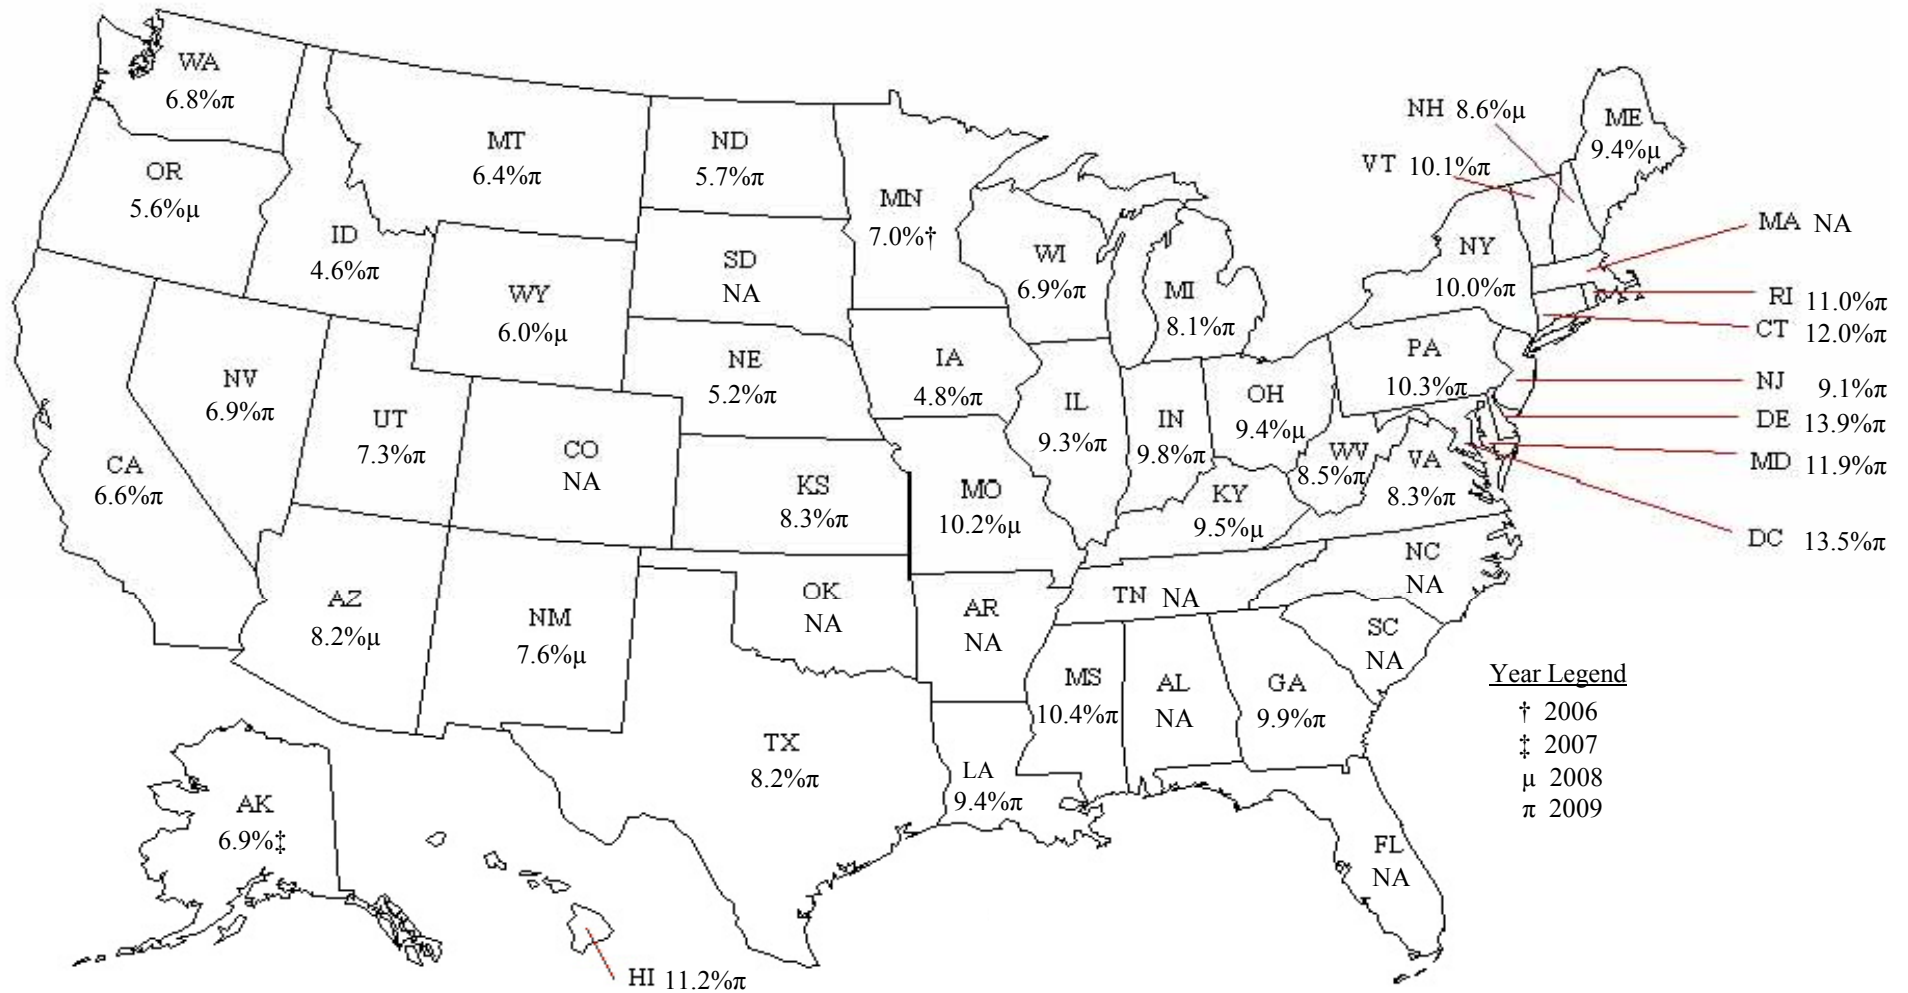 WA
6.8%π
OR
5.6%μ
MT
6.4%π
ID
4.6%π
ND
5.7%π
MN
7.0%†
SD
NA
WY
6.0%μ
WI
6.9%π
MI
8.1%π
NH 8.6%μ
ME
9.4%μ
VT 10.1%π
MA NA
NY
10.0%π
RI 11.0%π
CT 12.0%π
NE
5.2%π
IA
4.8%π
PA
10.3%π
NJ 9.1%π
DE 13.9%π
MD 11.9%π
DC 13.5%π
NV
6.9%π
UT
7.3%π
CO
NA
CA
6.6%π
KS
8.3%π
MO
10.2%μ
IL
9.3%π
IN
9.8%π
OH
9.4%μ
WV
8.5%π
VA
8.3%π
KY
9.5%μ
NC
NA
TN NA
AZ
8.2%μ
NM
7.6%μ
OK
NA
AR
NA
SC
NA
MS
10.4%π
AL
NA
GA
9.9%π
TX
8.2%π
LA
9.4%π
FL
NA
AK
6.9%‡
HI 11.2%π
Year Legend
† 2006
‡ 2007
μ 2008
π 2009